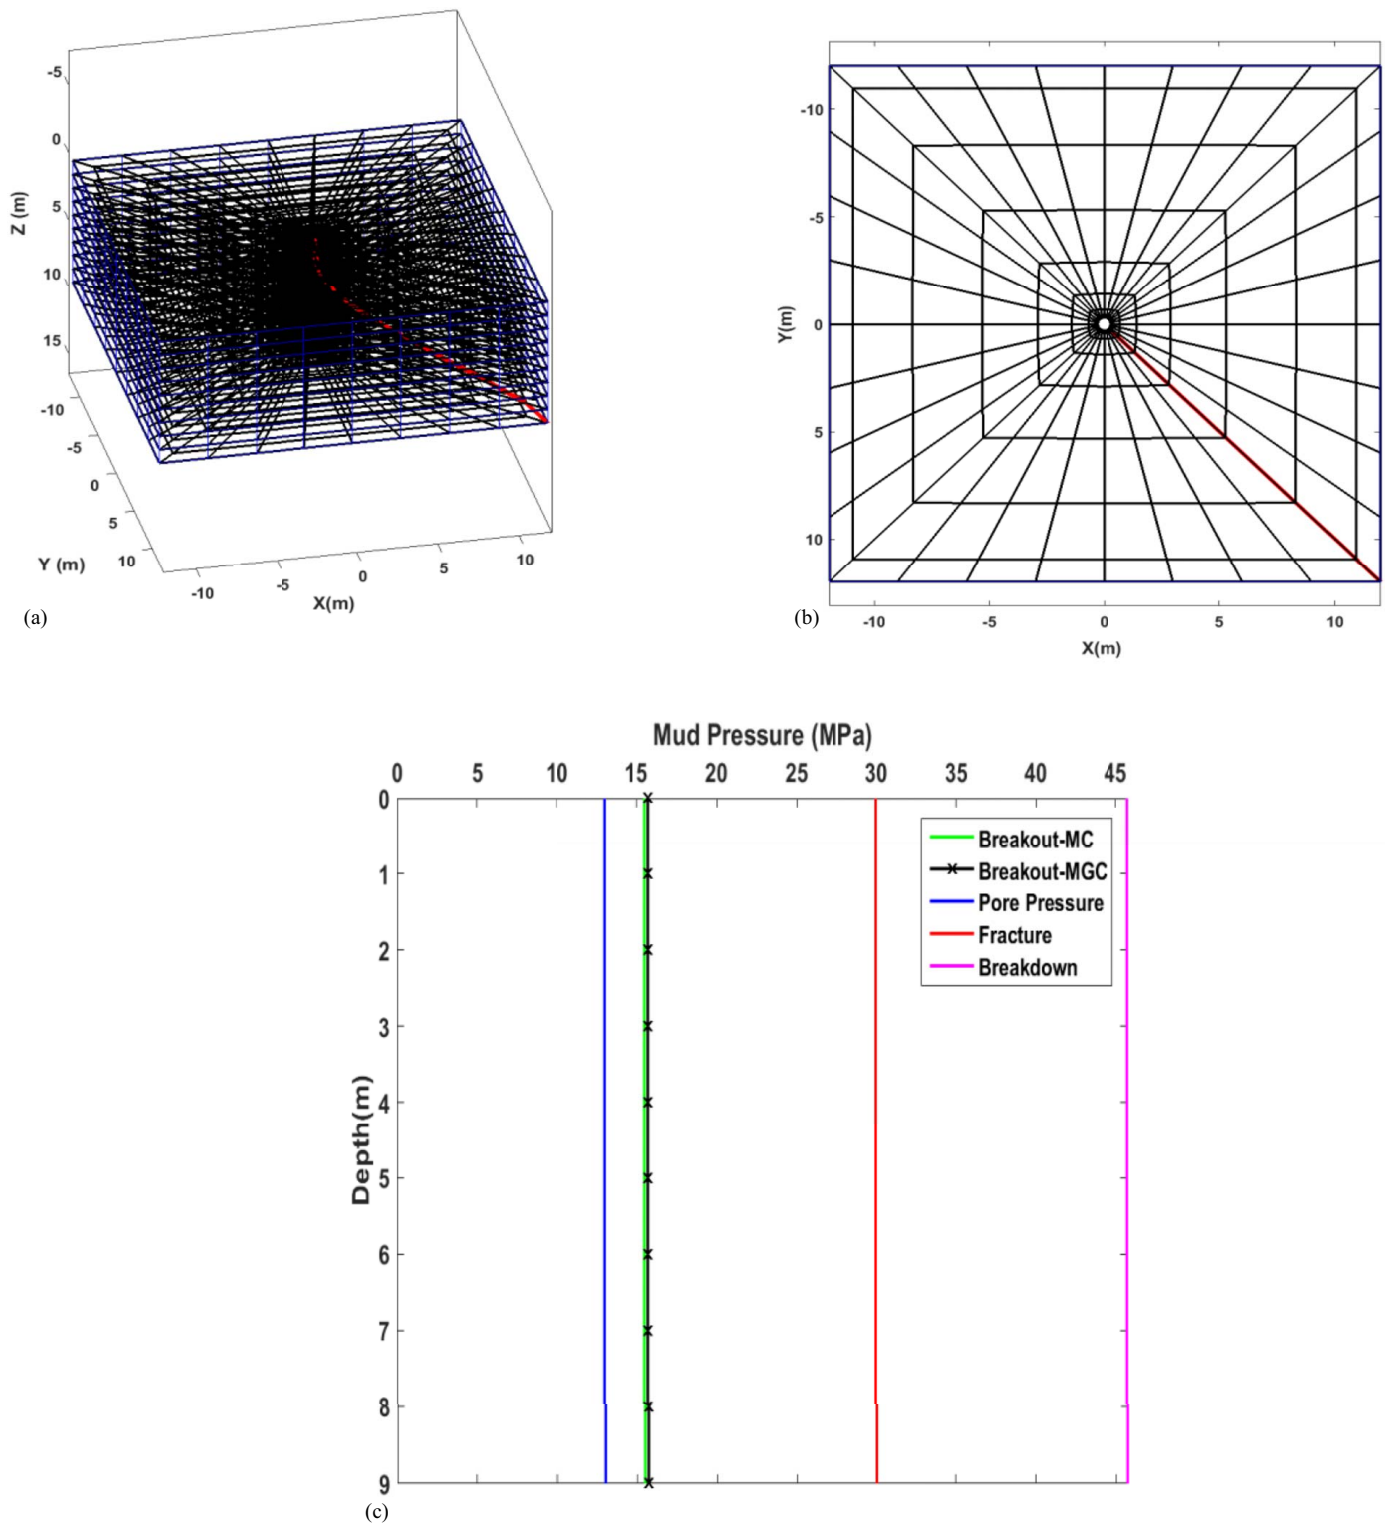 -5
0
5
10
15
Z (m)
-10
-5
0
5
10
Y (m)
-10
-5
0
5
10
X(m)
(a)
-10
-5
0
5
10
Y(m)
-10
-5
0
5
10
X(m)
(b)
Mud Pressure (MPa)
0 5 10 15 20 25 30 35 40 45
0
1
2
3
4
5
6
7
8
9
Depth(m)
Breakout-MC
Breakout-MGC
Pore Pressure
Fracture
Breakdown
(c)